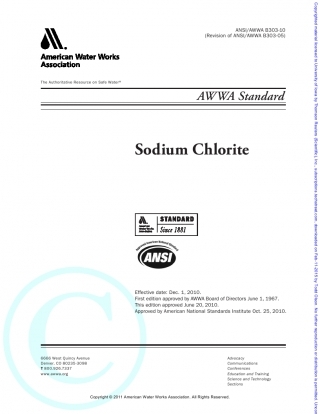 ANSI/AWWA B303-10
(Revision of ANSI/AWWA B303-05)
American Water Works
Association
The Authoritative Resource on Safe Water℠
AWWA Standard
Sodium Chlorite
STANDARD
Since 1881
American Water Works Association
ANSI
Effective date: Dec. 1, 2010.
First edition approved by AWWA Board of Directors June 1, 1967.
This edition approved June 20, 2010.
Approved by American National Standards Institute Oct. 25, 2010.
6666 West Quincy Avenue
Denver, CO 80235-3098
T 800.926.7337
www.awwa.org
Advocacy
Communications
Conferences
Education and Training
Science and Technology
Sections
Copyright © 2011 American Water Works Association. All Rights Reserved.
Copyrighted material licensed to University of Iowa by Thomson Reuters (Scientific), Inc., subscriptions.techstreet.com, downloaded on Feb-11-2015 by
No further reproduction or distribution is permitted.